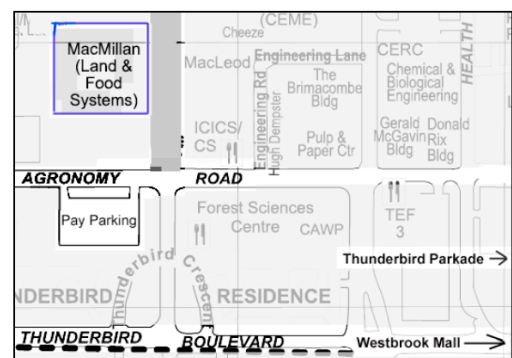 (CEME)
Cheeze
MacMillan
(Land &
Food
Systems)
MacLeod
Engineering Lane
CERC
HEALTH
The
Brimacombe
Bldg
Chemical &
Biological
Engineering
Engineering Rd
Hugh Dempster
ICICS/
CS
Pulp &
Paper Ctr
Gerald
McGavin
Bldg
Donald
Rix
Bldg
AGRONOMY ROAD
Pay Parking
Forest Sciences
Centre
CAWP
TEF
3
Thunderbird Crescent
Thunderbird Parkade
NDERBIRD RESIDENCE
THUNDERBIRD BOULEVARD
Westbrook Mall